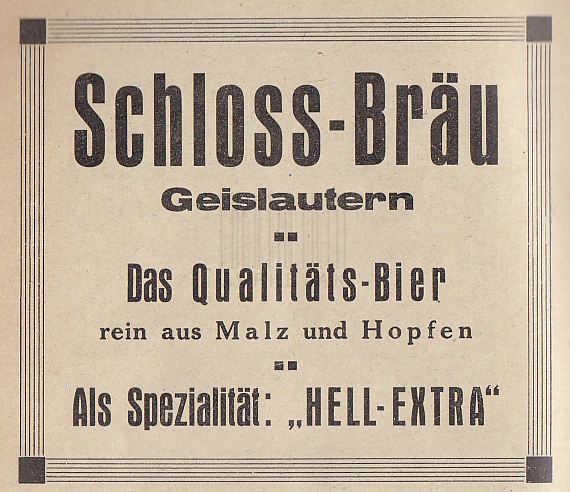 Schloss-Bräu
Geislautern
Das Qualitäts-Bier
rein aus Malz und Hopfen
Als Spezialität: „HELL-EXTRA“